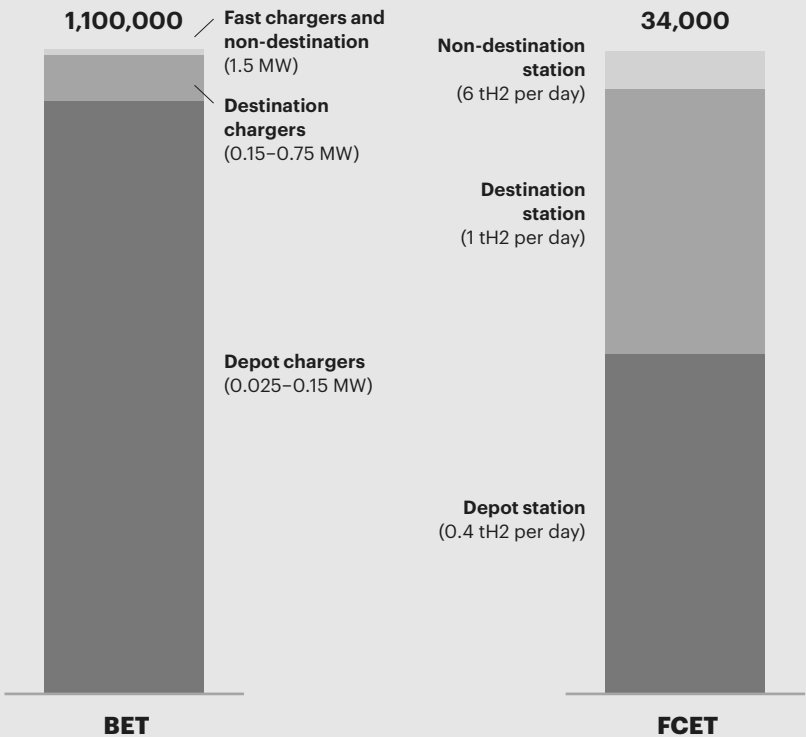 1,100,000
Fast chargers and
non-destination
(1.5 MW)
Destination
chargers
(0.15–0.75 MW)
Depot chargers
(0.025–0.15 MW)
BET
34,000
Non-destination
station
(6 tH2 per day)
Destination
station
(1 tH2 per day)
Depot station
(0.4 tH2 per day)
FCET